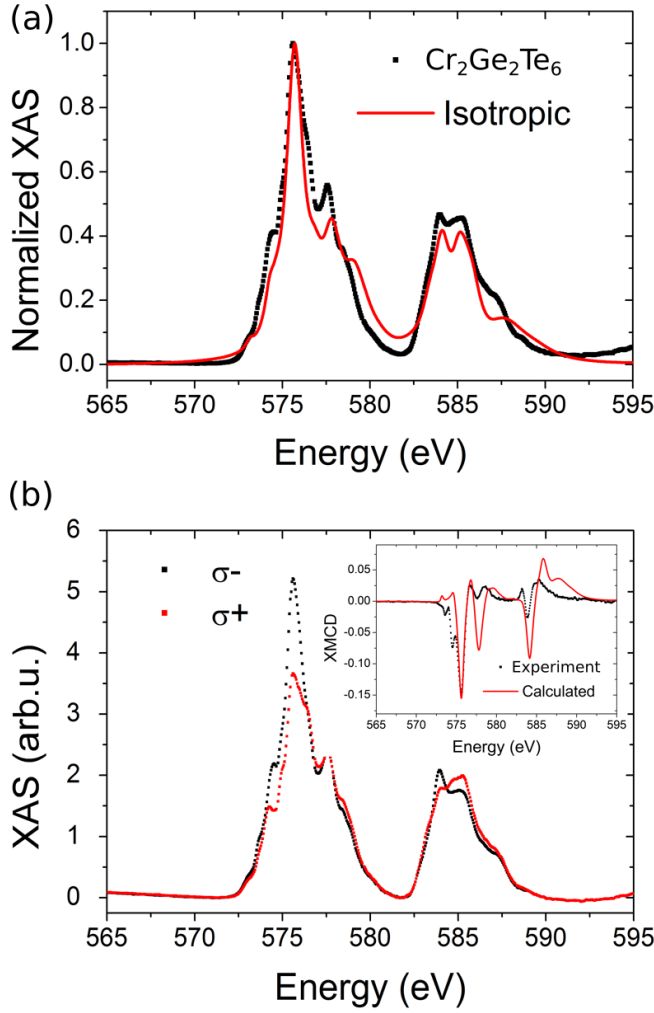 (a)
Normalized XAS
1.0
0.8
0.6
0.4
0.2
0.0
Cr₂Ge₂Te₆
Isotropic
565 570 575 580 585 590 595
Energy (eV)
(b)
XAS (arb.u.)
6
5
4
3
2
1
0
σ-
σ+
XMCD
0.05
0.00
-0.05
-0.10
-0.15
Experiment
Calculated
565 570 575 580 585 590 595
Energy (eV)
565 570 575 580 585 590 595
Energy (eV)